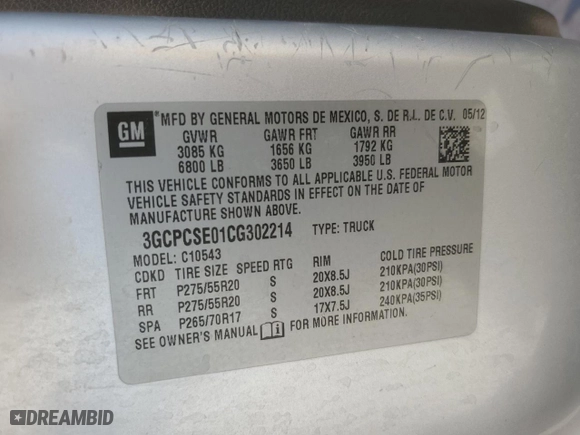 GM
® MFD BY GENERAL MOTORS DE MEXICO, S. DE R.L. DE C.V. 05/12
GVWR GAWR FRT GAWR RR
3085 KG 1656 KG 1792 KG
6800 LB 3650 LB 3950 LB
THIS VEHICLE CONFORMS TO ALL APPLICABLE U.S. FEDERAL MOTOR
VEHICLE SAFETY STANDARDS IN EFFECT ON THE DATE OF
MANUFACTURE SHOWN ABOVE.
3GCPCSE01CG302214 TYPE: TRUCK
MODEL: C10543
CDKD TIRE SIZE SPEED RTG RIM COLD TIRE PRESSURE
FRT P275/55R20 S 20X8.5J 210KPA(30PSI)
RR P275/55R20 S 20X8.5J 210KPA(30PSI)
SPA P265/70R17 S 17X7.5J 240KPA(35PSI)
SEE OWNER'S MANUAL i FOR MORE INFORMATION.
DREAMBID